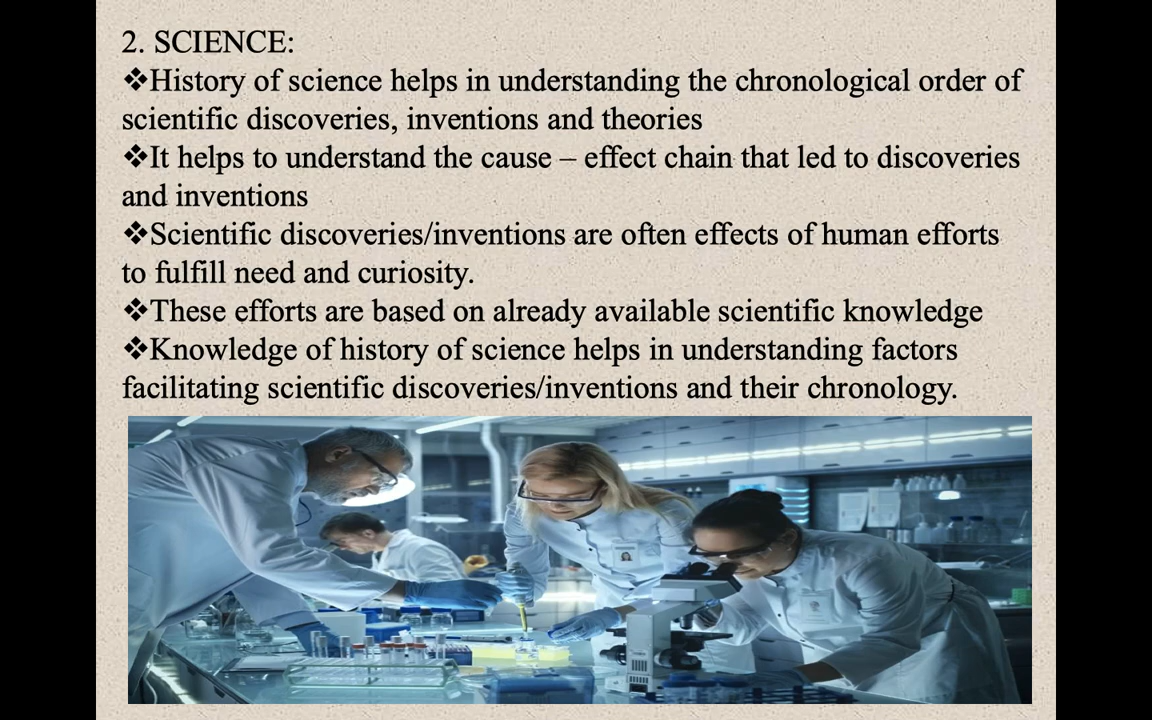 2. SCIENCE:
❖History of science helps in understanding the chronological order of
scientific discoveries, inventions and theories
❖It helps to understand the cause – effect chain that led to discoveries
and inventions
❖Scientific discoveries/inventions are often effects of human efforts
to fulfill need and curiosity.
❖These efforts are based on already available scientific knowledge
❖Knowledge of history of science helps in understanding factors
facilitating scientific discoveries/inventions and their chronology.